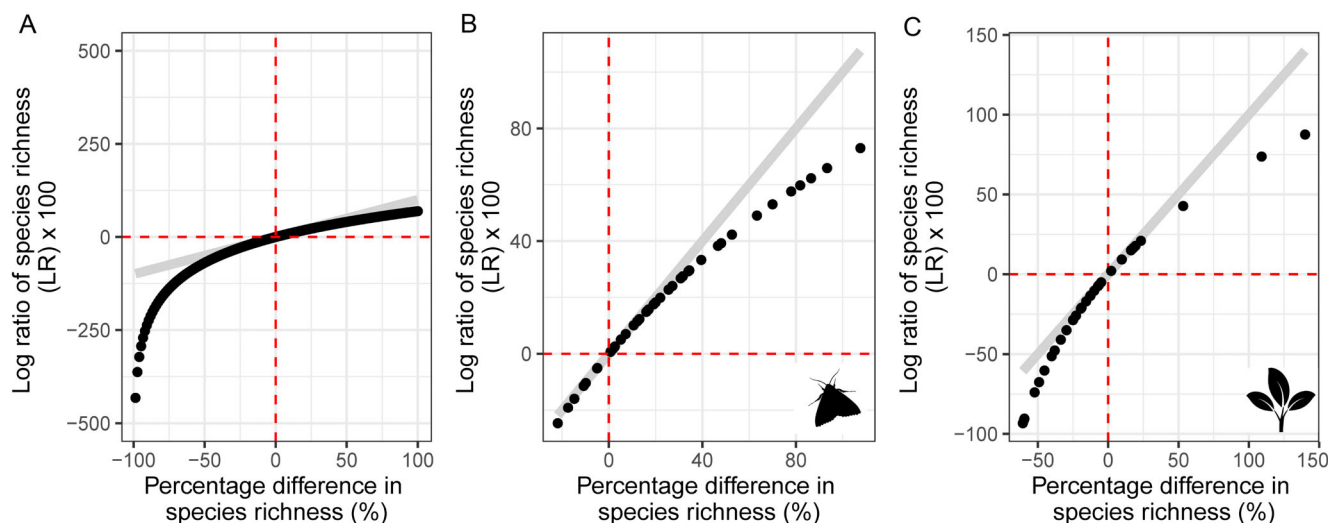 A
500
250
0
−250
−500
Log ratio of species richness
(LR) x 100
−100 −50 0 50 100
Percentage difference in
species richness (%)
B
80
40
0
Log ratio of species richness
(LR) x 100
0 40 80
Percentage difference in
species richness (%)
C
150
100
50
0
−50
−100
Log ratio of species richness
(LR) x 100
−50 0 50 100 150
Percentage difference in
species richness (%)